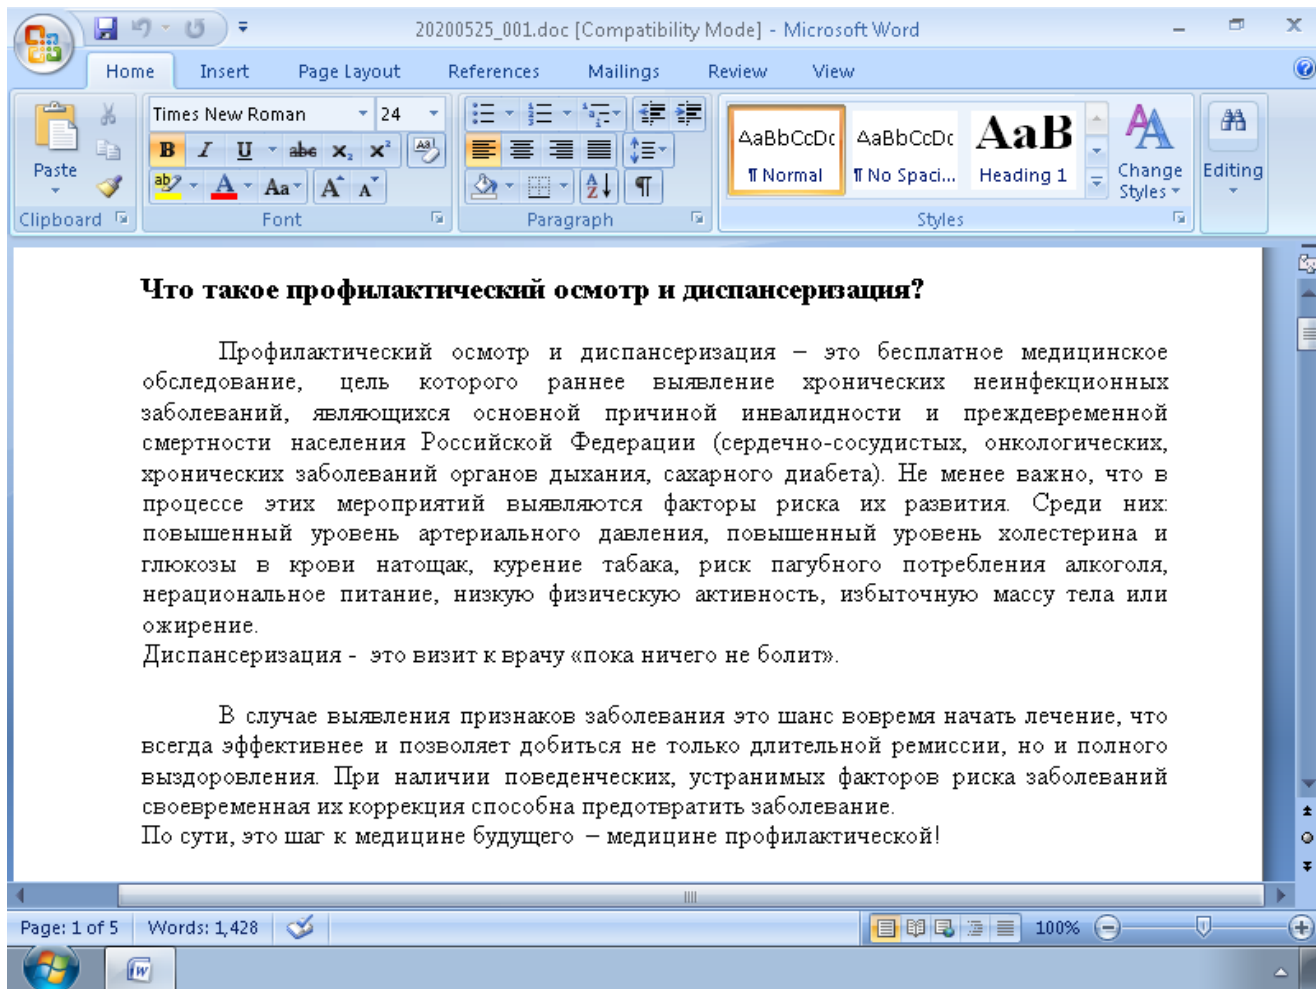 20200525_001.doc [Compatibility Mode] - Microsoft Word
Home Insert Page Layout References Mailings Review View
Times New Roman 24
Paste
B I U abc X₂ X² Aa A A
AaBbCcDc AaBbCcDc AaB
¶ Normal ¶ No Spaci... Heading 1
Change Styles
Editing
Clipboard Font Paragraph Styles
Что такое профилактический осмотр и диспансеризация?
Профилактический осмотр и диспансеризация – это бесплатное медицинское
обследование, цель которого раннее выявление хронических неинфекционных
заболеваний, являющихся основной причиной инвалидности и преждевременной
смертности населения Российской Федерации (сердечно-сосудистых, онкологических,
хронических заболеваний органов дыхания, сахарного диабета). Не менее важно, что в
процессе этих мероприятий выявляются факторы риска их развития. Среди них:
повышенный уровень артериального давления, повышенный уровень холестерина и
глюкозы в крови натощак, курение табака, риск пагубного потребления алкоголя,
нерациональное питание, низкую физическую активность, избыточную массу тела или
ожирение.
Диспансеризация - это визит к врачу «пока ничего не болит».
В случае выявления признаков заболевания это шанс вовремя начать лечение, что
всегда эффективнее и позволяет добиться не только длительной ремиссии, но и полного
выздоровления. При наличии поведенческих, устранимых факторов риска заболеваний
своевременная их коррекция способна предотвратить заболевание.
По сути, это шаг к медицине будущего – медицине профилактической!
Page: 1 of 5 Words: 1,428 100%